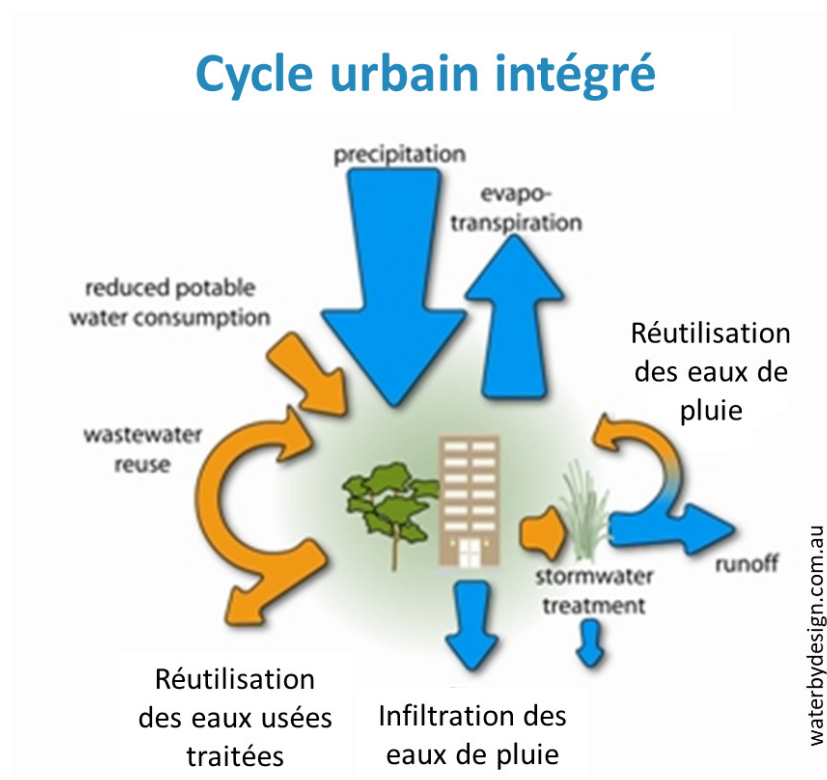 Cycle urbain intégré
precipitation
evapo-
transpiration
reduced potable
water consumption
Réutilisation
des eaux de
pluie
wastewater
reuse
runoff
stormwater
treatment
Réutilisation
des eaux usées
traitées
Infiltration des
eaux de pluie
waterbydesign.com.au